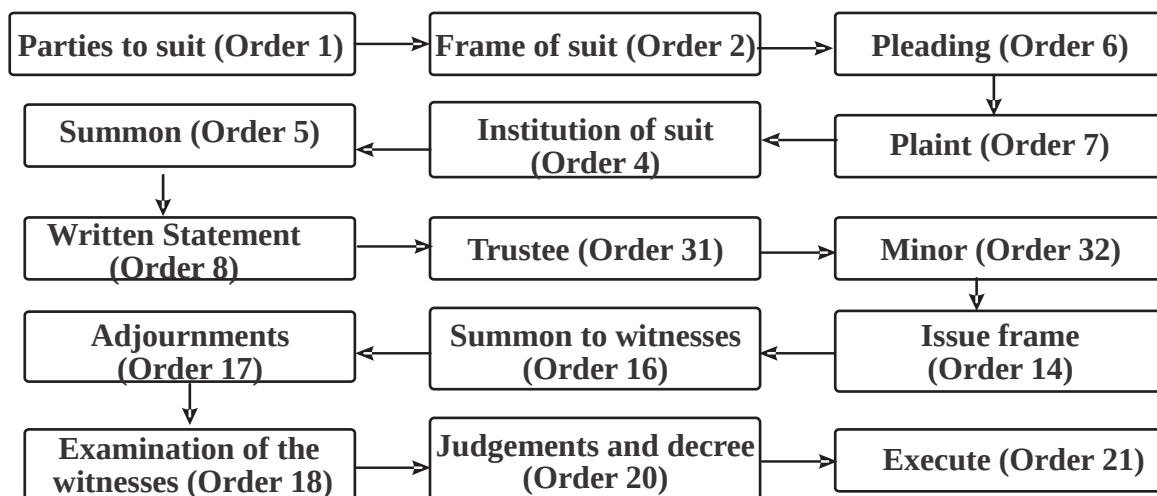 Parties to suit (Order 1)
Frame of suit (Order 2)
Pleading (Order 6)
Summon (Order 5)
Institution of suit
(Order 4)
Plaint (Order 7)
Written Statement
(Order 8)
Trustee (Order 31)
Minor (Order 32)
Adjournments
(Order 17)
Summon to witnesses
(Order 16)
Issue frame
(Order 14)
Examination of the
witnesses (Order 18)
Judgements and decree
(Order 20)
Execute (Order 21)